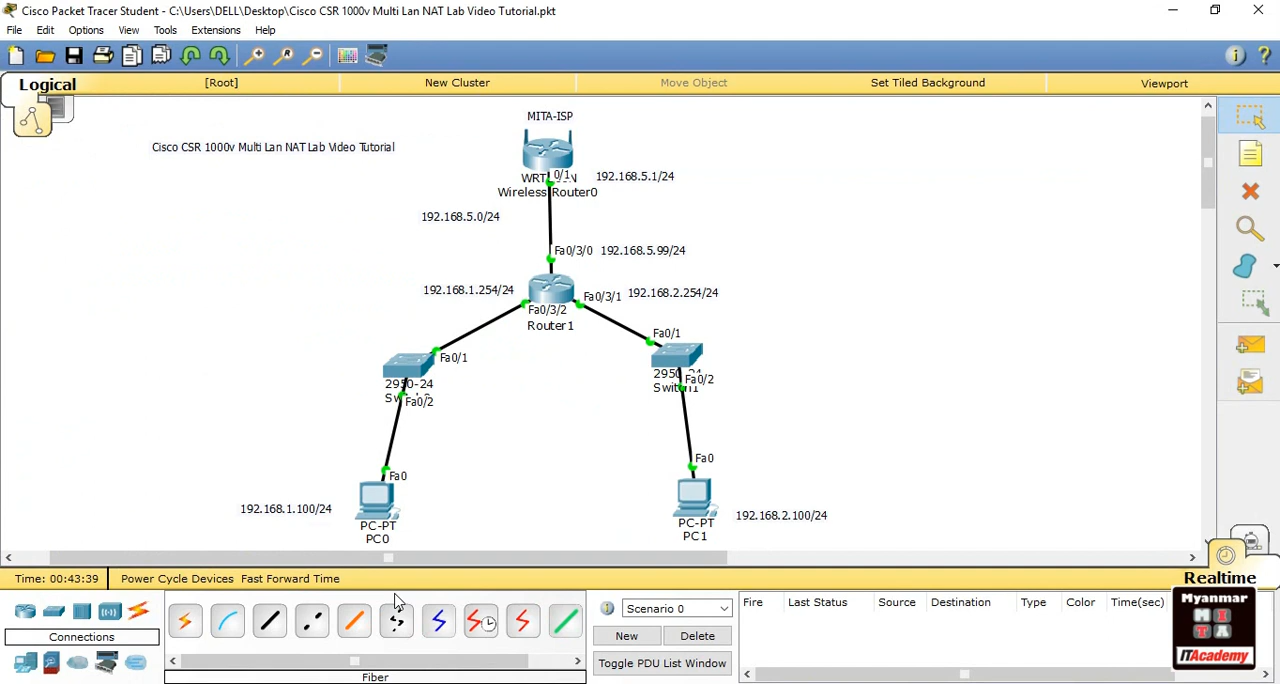 Cisco Packet Tracer Student - C:\Users\DELL\Desktop\Cisco CSR 1000v Multi Lan NAT Lab Video Tutorial.pkt
File Edit Options View Tools Extensions Help
Logical [Root] New Cluster Move Object Set Tiled Background Viewport
MITA-ISP
Cisco CSR 1000v Multi Lan NAT Lab Video Tutorial
0/1 192.168.5.1/24
Wireless Router0
192.168.5.0/24
Fa0/3/0 192.168.5.99/24
192.168.1.254/24 Fa0/3/1 192.168.2.254/24
Fa0/3/2
Router1
Fa0/1
Fa0/1
2950-24
Fa0/2
Fa0/2
Fa0
Fa0
192.168.1.100/24
PC-PT
PC0
192.168.2.100/24
PC-PT
PC1
Time: 00:43:39 Power Cycle Devices Fast Forward Time
Realtime
Connections
Fiber
Scenario 0
New Delete
Toggle PDU List Window
Fire Last Status Source Destination Type Color Time(sec)
Myanmar
M I
T A
ITAcademy